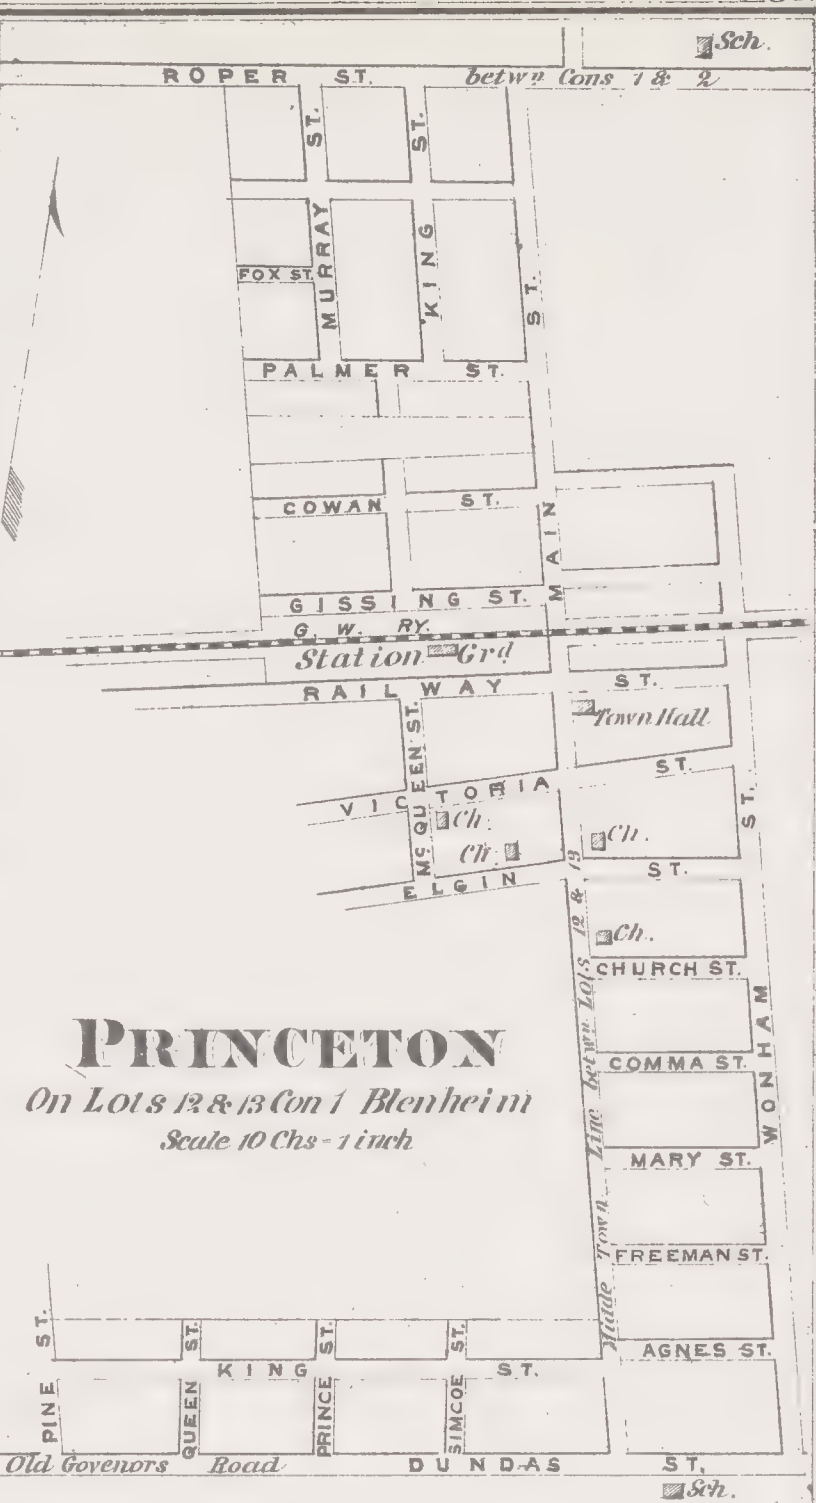 Sch.
ROPER ST. betwn Cons 1 & 2
MURRAY ST.
KING ST.
MAIN ST.
FOX ST.
PALMER ST.
COWAN ST.
GISSING ST.
G. W. RY.
Station Grd
RAILWAY ST.
Town Hall
McQUEEN ST.
VICTORIA ST.
Ch.
Ch.
Ch.
ELGIN ST.
Ch.
CHURCH ST.
WONHAM ST.
COMMA ST.
MARY ST.
FREEMAN ST.
AGNES ST.
Middle Town Line betwn Lots 12 & 13
PRINCETON
On Lots 12 & 13 Con 1 Blenheim
Scale 10 Chs = 1 inch
PINE ST.
QUEEN ST.
PRINCE ST.
SIMCOE ST.
KING ST.
Old Govenors Road DUNDAS ST,
Sch.